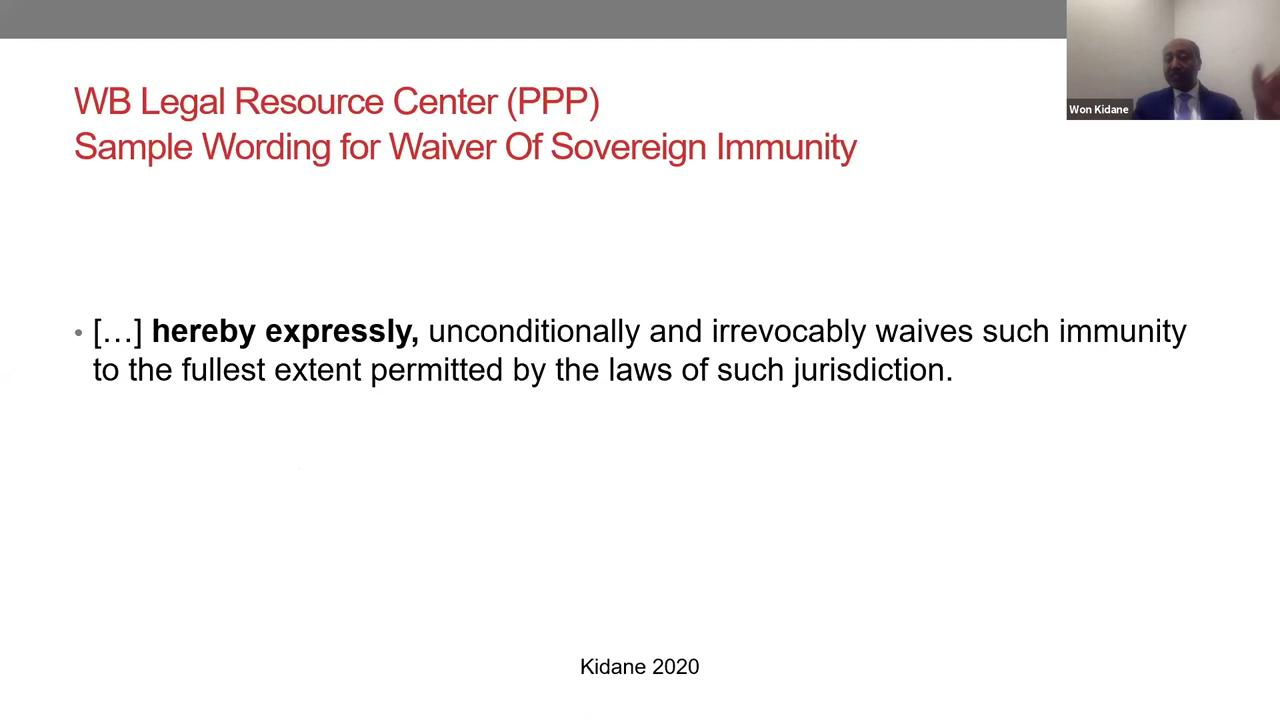 WB Legal Resource Center (PPP)
Sample Wording for Waiver Of Sovereign Immunity
Won Kidane
• […] hereby expressly, unconditionally and irrevocably waives such immunity
to the fullest extent permitted by the laws of such jurisdiction.
Kidane 2020